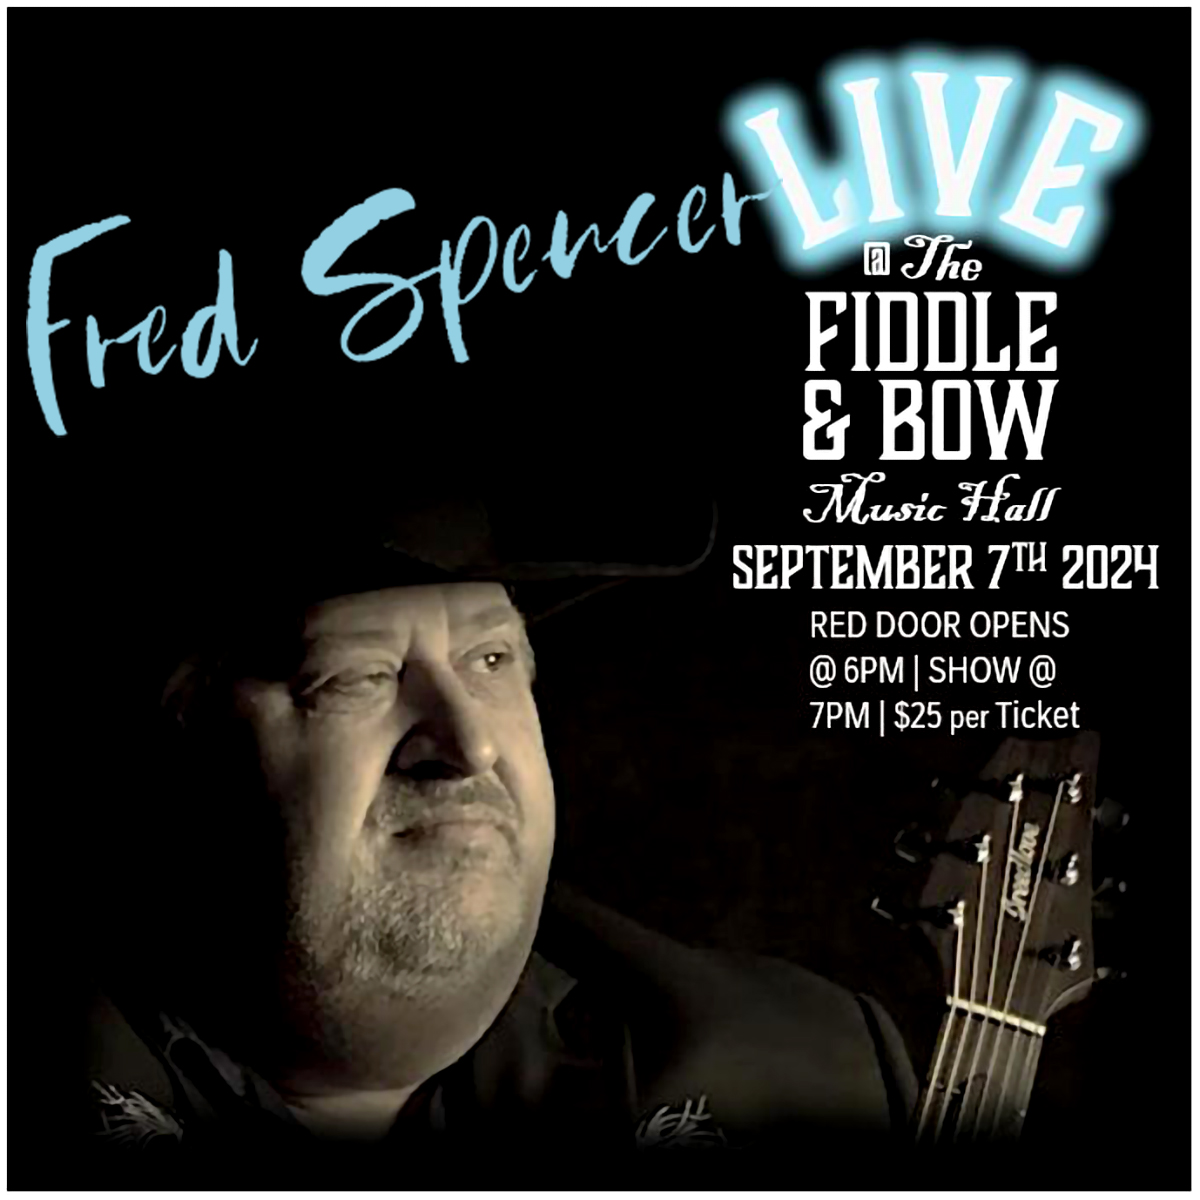 Fred Spencer
LIVE
@ The
FIDDLE
& BOW
Music Hall
SEPTEMBER 7TH 2024
RED DOOR OPENS
@ 6PM | SHOW @
7PM | $25 per Ticket
Breedlove